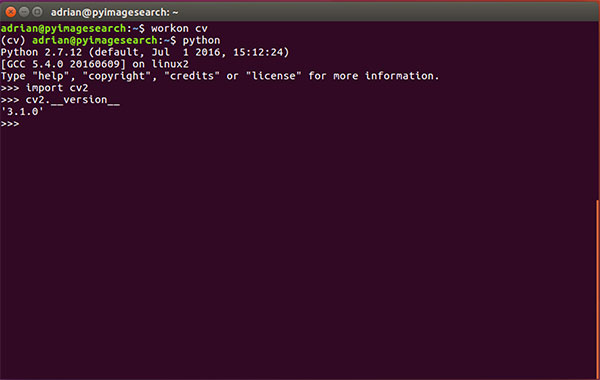 adrian@pyimagesearch: ~
adrian@pyimagesearch:~$ workon cv
(cv) adrian@pyimagesearch:~$ python
Python 2.7.12 (default, Jul  1 2016, 15:12:24)
[GCC 5.4.0 20160609] on linux2
Type "help", "copyright", "credits" or "license" for more information.
>>> import cv2
>>> cv2.__version__
'3.1.0'
>>>